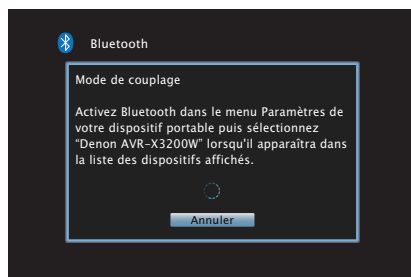 Bluetooth
Mode de couplage
Activez Bluetooth dans le menu Paramètres de
votre dispositif portable puis sélectionnez
“Denon AVR-X3200W” lorsqu'il apparaîtra dans
la liste des dispositifs affichés.
Annuler